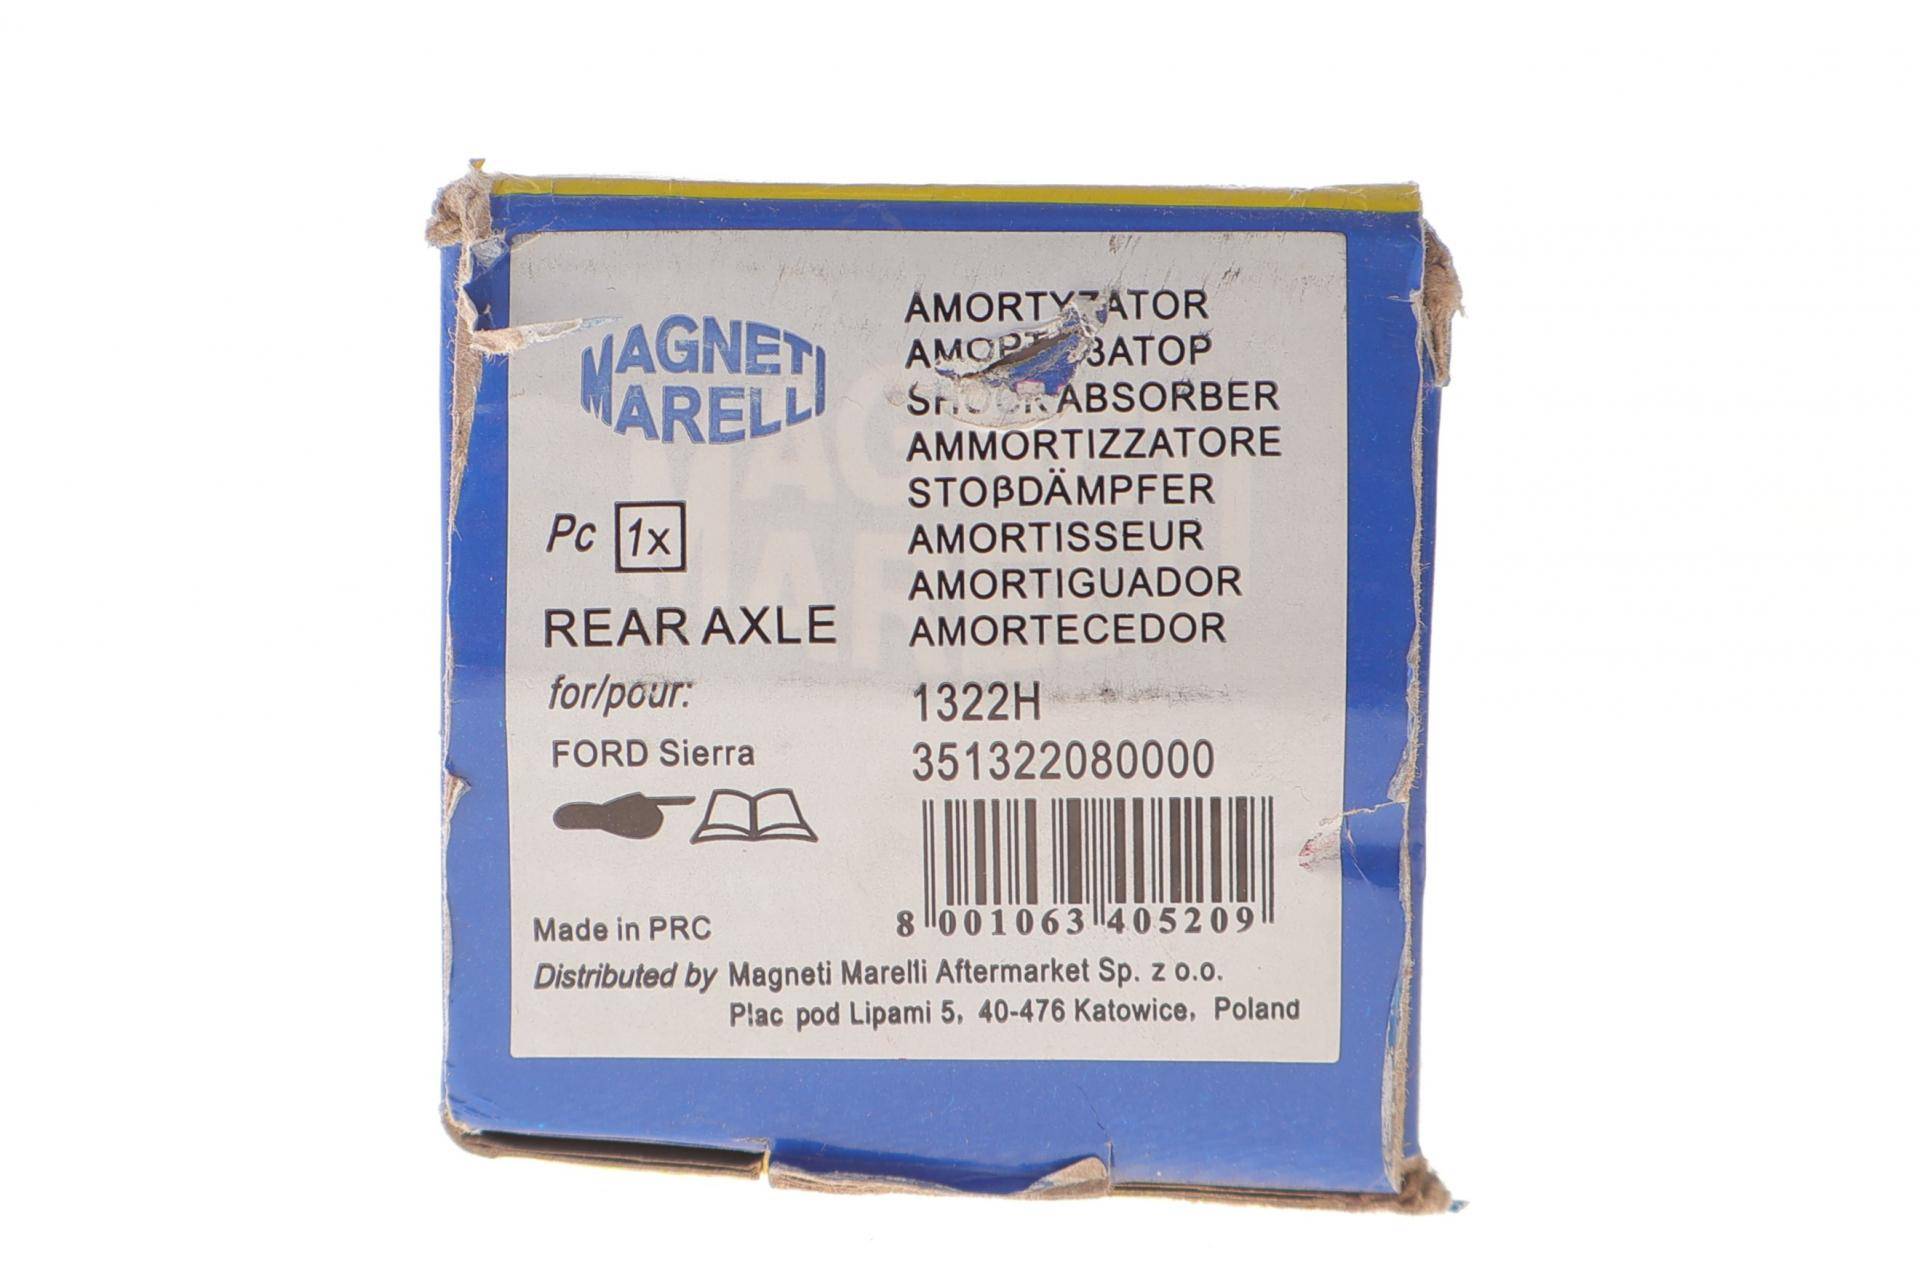 MAGNETI
MARELLI
Pc 1x
REAR AXLE
for/pour:
FORD Sierra
AMORTYZATOR
АМОРТИЗАТОР
SHOCK ABSORBER
AMMORTIZZATORE
STOβDÄMPFER
AMORTISSEUR
AMORTIGUADOR
AMORTECEDOR
1322H
351322080000
8 001063 405209
Made in PRC
Distributed by Magneti Marelli Aftermarket Sp. z o.o.
Plac pod Lipami 5, 40-476 Katowice, Poland